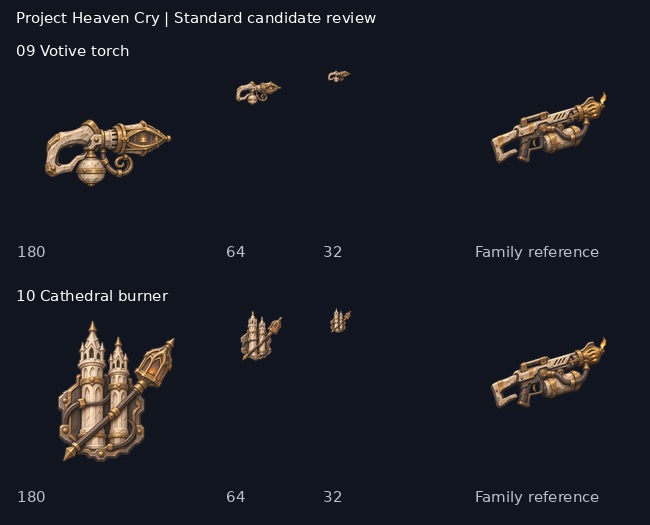 Project Heaven Cry | Standard candidate review
09 Votive torch
180
64
32
Family reference
10 Cathedral burner
180
64
32
Family reference